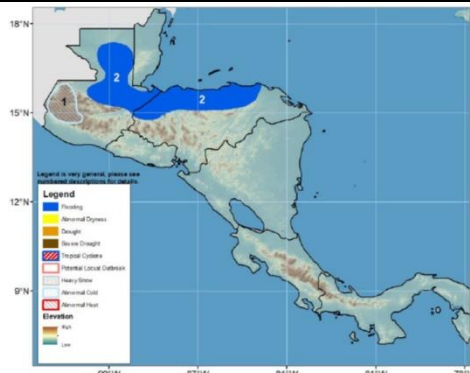 18°N
2
2
1
15°N
Legend is very general, please see
numbered descriptions for details.
Legend
Flooding
12°N
Abnormal Dryness
Drought
Severe Drought
Tropical Cyclone
Potential Locust Outbreak
Heavy Snow
9°N
Abnormal Cold
Abnormal Heat
Elevation
High
Low